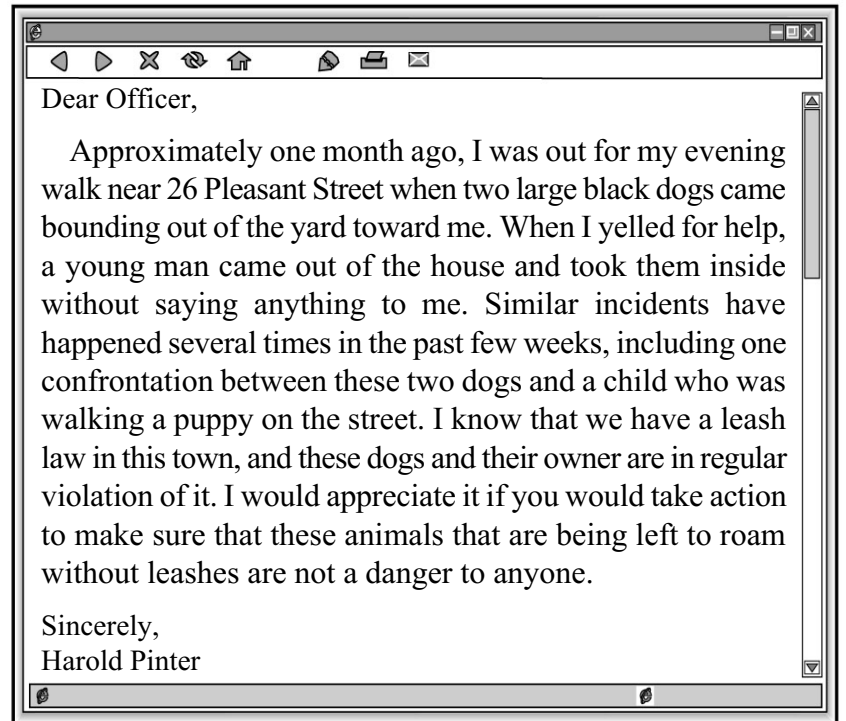 Dear Officer,
Approximately one month ago, I was out for my evening
walk near 26 Pleasant Street when two large black dogs came
bounding out of the yard toward me. When I yelled for help,
a young man came out of the house and took them inside
without saying anything to me. Similar incidents have
happened several times in the past few weeks, including one
confrontation between these two dogs and a child who was
walking a puppy on the street. I know that we have a leash
law in this town, and these dogs and their owner are in regular
violation of it. I would appreciate it if you would take action
to make sure that these animals that are being left to roam
without leashes are not a danger to anyone.
Sincerely,
Harold Pinter